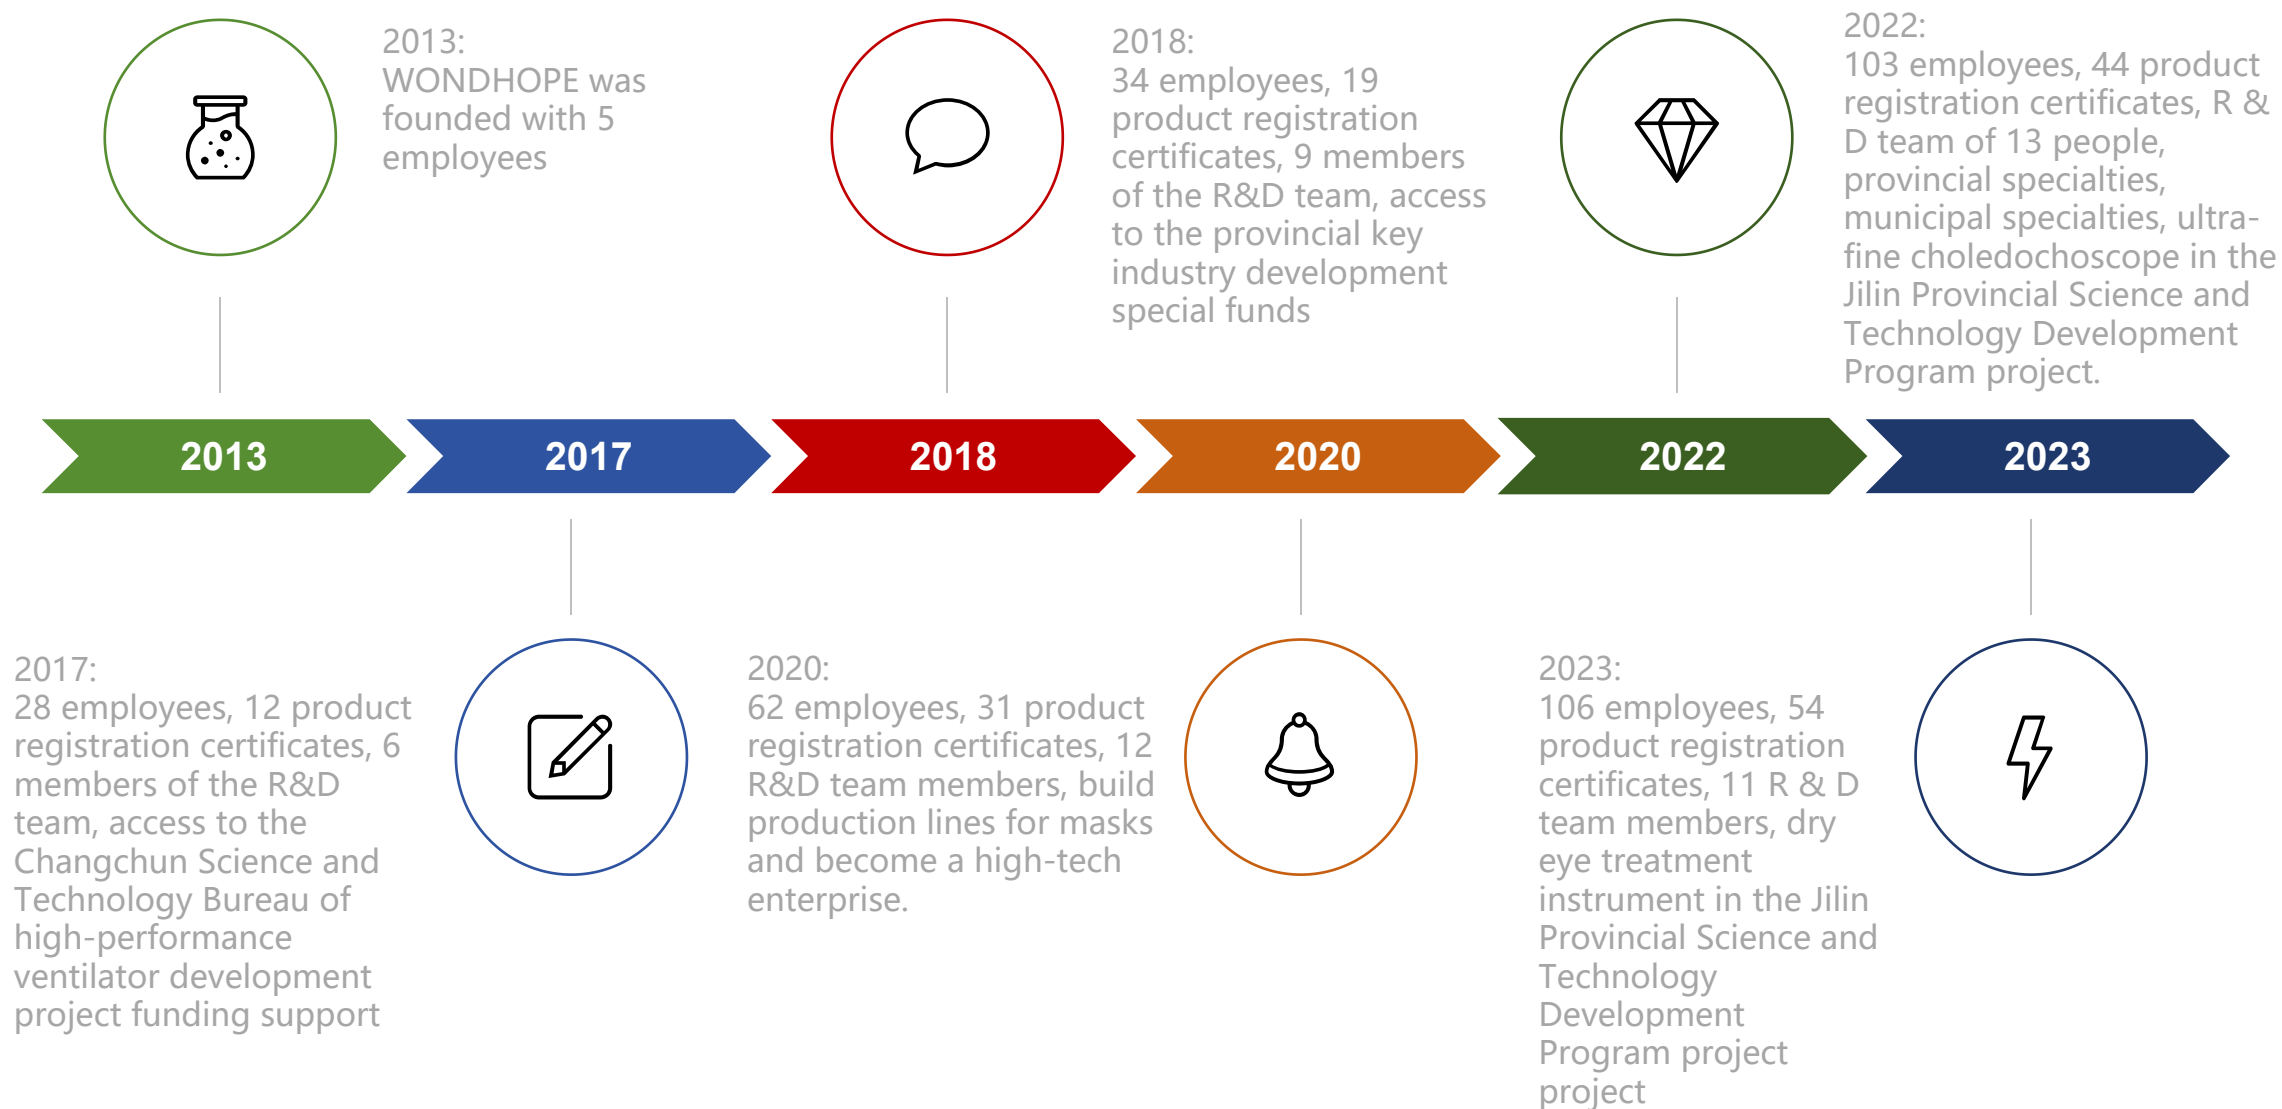 2013:
WONDHOPE was
founded with 5
employees
2018:
34 employees, 19
product registration
certificates, 9 members
of the R&D team, access
to the provincial key
industry development
special funds
2022:
103 employees, 44 product
registration certificates, R &
D team of 13 people,
provincial specialties,
municipal specialties, ultra-
fine choledochoscope in the
Jilin Provincial Science and
Technology Development
Program project.
2013
2017
2018
2020
2022
2023
2017:
28 employees, 12 product
registration certificates, 6
members of the R&D
team, access to the
Changchun Science and
Technology Bureau of
high-performance
ventilator development
project funding support
2020:
62 employees, 31 product
registration certificates, 12
R&D team members, build
production lines for masks
and become a high-tech
enterprise.
2023:
106 employees, 54
product registration
certificates, 11 R & D
team members, dry
eye treatment
instrument in the Jilin
Provincial Science and
Technology
Development
Program project
project